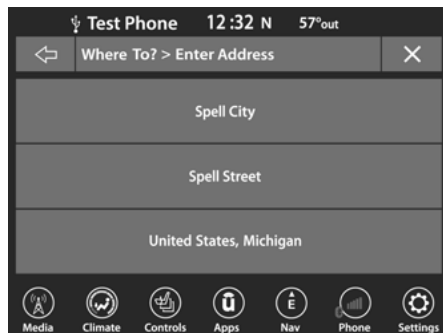 Test Phone 12:32 N 57°out
Where To? > Enter Address
Spell City
Spell Street
United States, Michigan
û E
Media Climate Controls Apps Nav Phone Settings